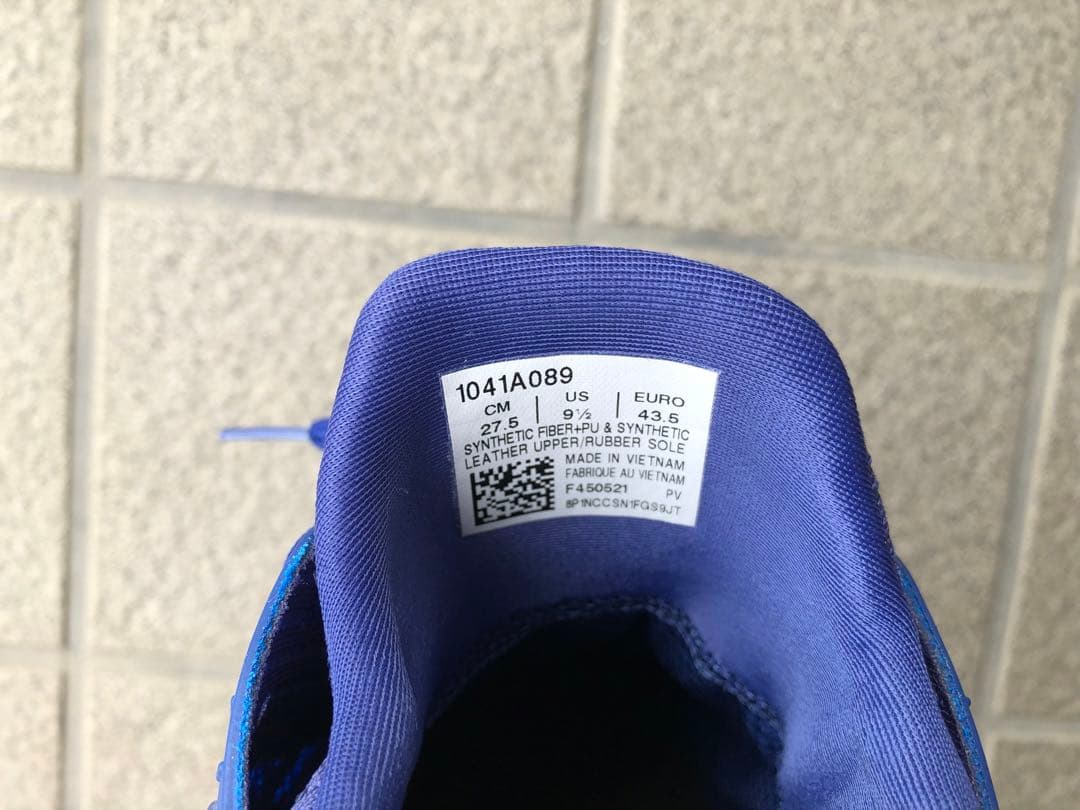 1041A089
CM | US | EURO
27.5 | 9½ | 43.5
SYNTHETIC FIBER+PU & SYNTHETIC
LEATHER UPPER/RUBBER SOLE
MADE IN VIETNAM
FABRIQUE AU VIETNAM
F450521 PV
8P1NCCSN1FGS9JT